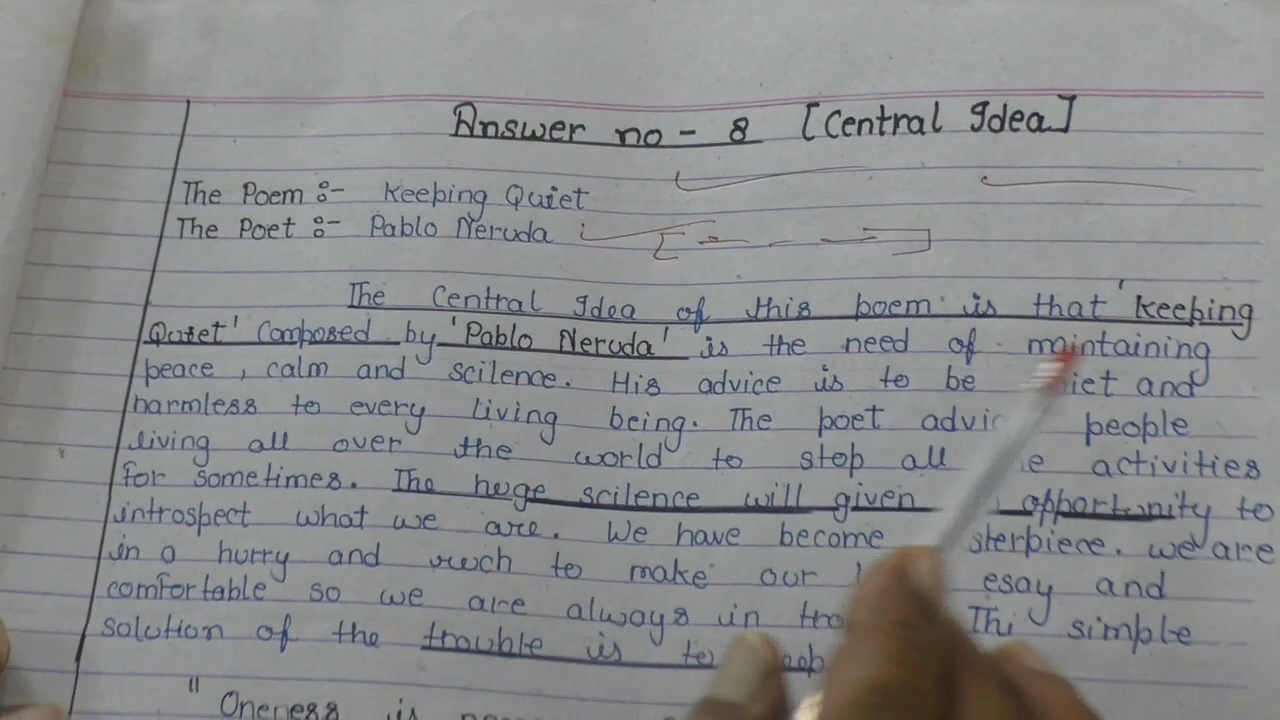 Answer no - 8 [Central Idea]
The Poem :- Keeping Quiet
The Poet :- Pablo Neruda
The Central Idea of this poem is that 'Keeping
Quiet' Composed by 'Pablo Neruda' is the need of maintaining
peace, calm and scilence. His advice is to be and
harmless to every living being. The poet people
living all over the world to stop all activities
for sometimes. The huge scilence will given opportunity to
introspect what we are. We have become we are
in a hurry and to make our esay and
comfortable so we are always in Thi simple
solution of the trouble is to
" Oneness is